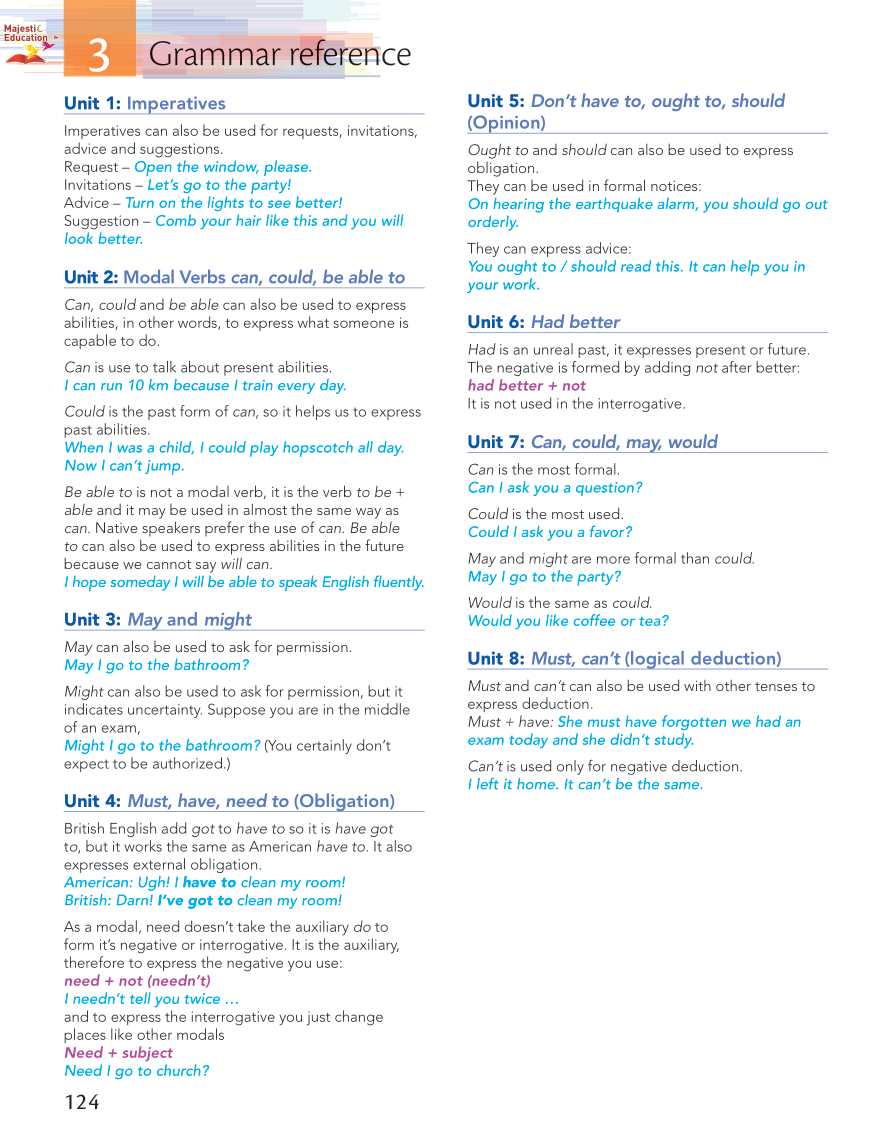 Majestic
Education
3
Grammar reference
Unit 1: Imperatives
Imperatives can also be used for requests, invitations,
advice and suggestions.
Request – Open the window, please.
Invitations – Let’s go to the party!
Advice – Turn on the lights to see better!
Suggestion – Comb your hair like this and you will
look better.
Unit 2: Modal Verbs can, could, be able to
Can, could and be able can also be used to express
abilities, in other words, to express what someone is
capable to do.
Can is use to talk about present abilities.
I can run 10 km because I train every day.
Could is the past form of can, so it helps us to express
past abilities.
When I was a child, I could play hopscotch all day.
Now I can’t jump.
Be able to is not a modal verb, it is the verb to be +
able and it may be used in almost the same way as
can. Native speakers prefer the use of can. Be able
to can also be used to express abilities in the future
because we cannot say will can.
I hope someday I will be able to speak English fluently.
Unit 3: May and might
May can also be used to ask for permission.
May I go to the bathroom?
Might can also be used to ask for permission, but it
indicates uncertainty. Suppose you are in the middle
of an exam,
Might I go to the bathroom? (You certainly don’t
expect to be authorized.)
Unit 4: Must, have, need to (Obligation)
British English add got to have to so it is have got
to, but it works the same as American have to. It also
expresses external obligation.
American: Ugh! I have to clean my room!
British: Darn! I’ve got to clean my room!
As a modal, need doesn’t take the auxiliary do to
form it’s negative or interrogative. It is the auxiliary,
therefore to express the negative you use:
need + not (needn’t)
I needn’t tell you twice …
and to express the interrogative you just change
places like other modals
Need + subject
Need I go to church?
124
Unit 5: Don’t have to, ought to, should
(Opinion)
Ought to and should can also be used to express
obligation.
They can be used in formal notices:
On hearing the earthquake alarm, you should go out
orderly.
They can express advice:
You ought to / should read this. It can help you in
your work.
Unit 6: Had better
Had is an unreal past, it expresses present or future.
The negative is formed by adding not after better:
had better + not
It is not used in the interrogative.
Unit 7: Can, could, may, would
Can is the most formal.
Can I ask you a question?
Could is the most used.
Could I ask you a favor?
May and might are more formal than could.
May I go to the party?
Would is the same as could.
Would you like coffee or tea?
Unit 8: Must, can’t (logical deduction)
Must and can’t can also be used with other tenses to
express deduction.
Must + have: She must have forgotten we had an
exam today and she didn’t study.
Can’t is used only for negative deduction.
I left it home. It can’t be the same.